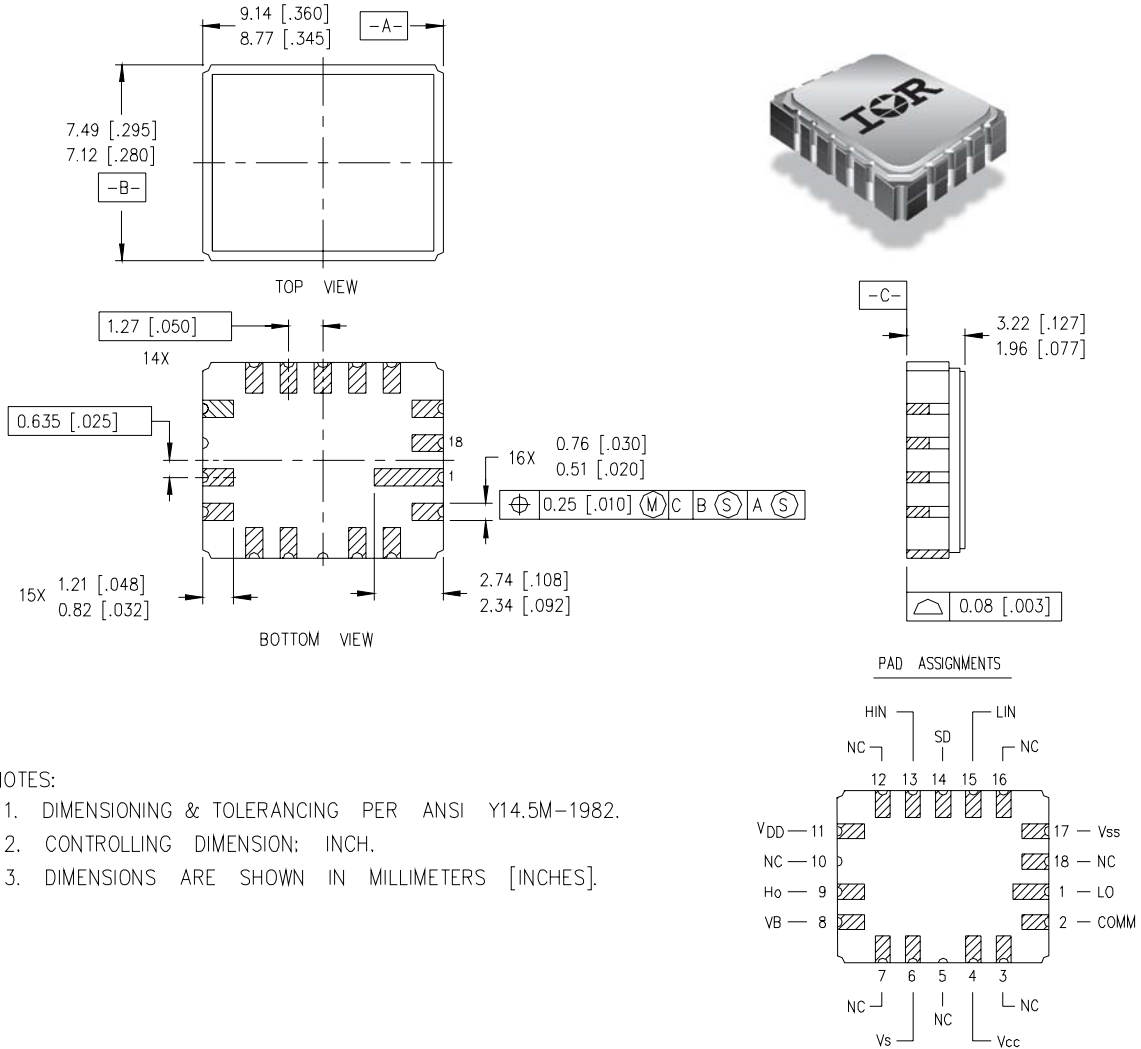 9.14 [.360]
8.77 [.345]
-A-
7.49 [.295]
7.12 [.280]
-B-
IOR
TOP VIEW
1.27 [.050]
14X
0.635 [.025]
18
1
16X
0.76 [.030]
0.51 [.020]
0.25 [.010] M C B S A S
15X
1.21 [.048]
0.82 [.032]
2.74 [.108]
2.34 [.092]
BOTTOM VIEW
-C-
3.22 [.127]
1.96 [.077]
0.08 [.003]
PAD ASSIGNMENTS
HIN
LIN
SD
NC
NC
12 13 14 15 16
VDD 11
17 - Vss
NC 10
18 - NC
Ho 9
1 - LO
VB 8
2 - COMM
7 6 5 4 3
NC
NC
NC
Vs
Vcc
OTES:
1. DIMENSIONING & TOLERANCING PER ANSI Y14.5M-1982.
2. CONTROLLING DIMENSION: INCH.
3. DIMENSIONS ARE SHOWN IN MILLIMETERS [INCHES].